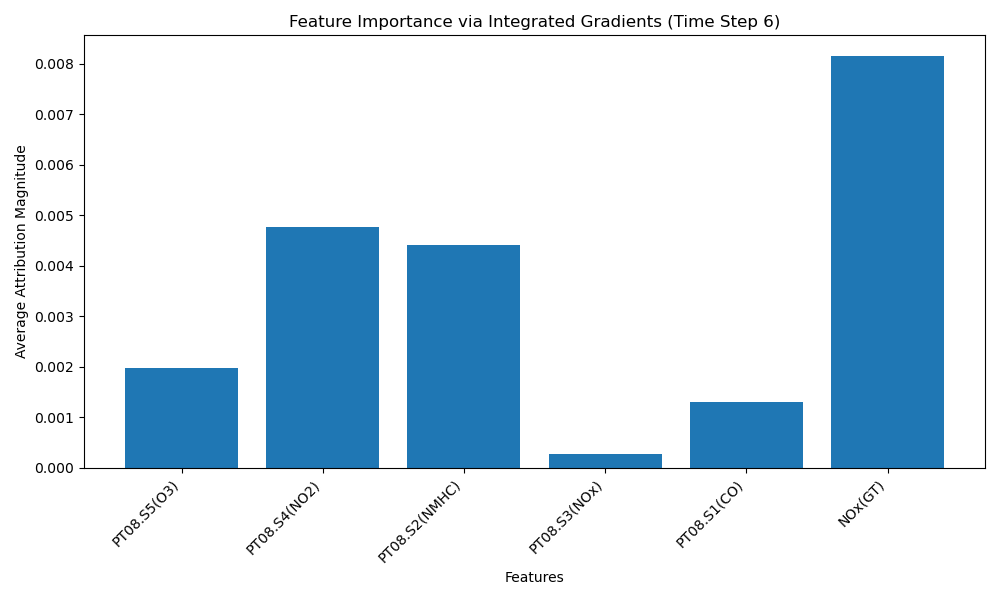 Feature Importance via Integrated Gradients (Time Step 6)
Average Attribution Magnitude
0.008
0.007
0.006
0.005
0.004
0.003
0.002
0.001
0.000
PT08.S5(O3)
PT08.S4(NO2)
PT08.S2(NMHC)
PT08.S3(NOx)
PT08.S1(CO)
NOx(GT)
Features